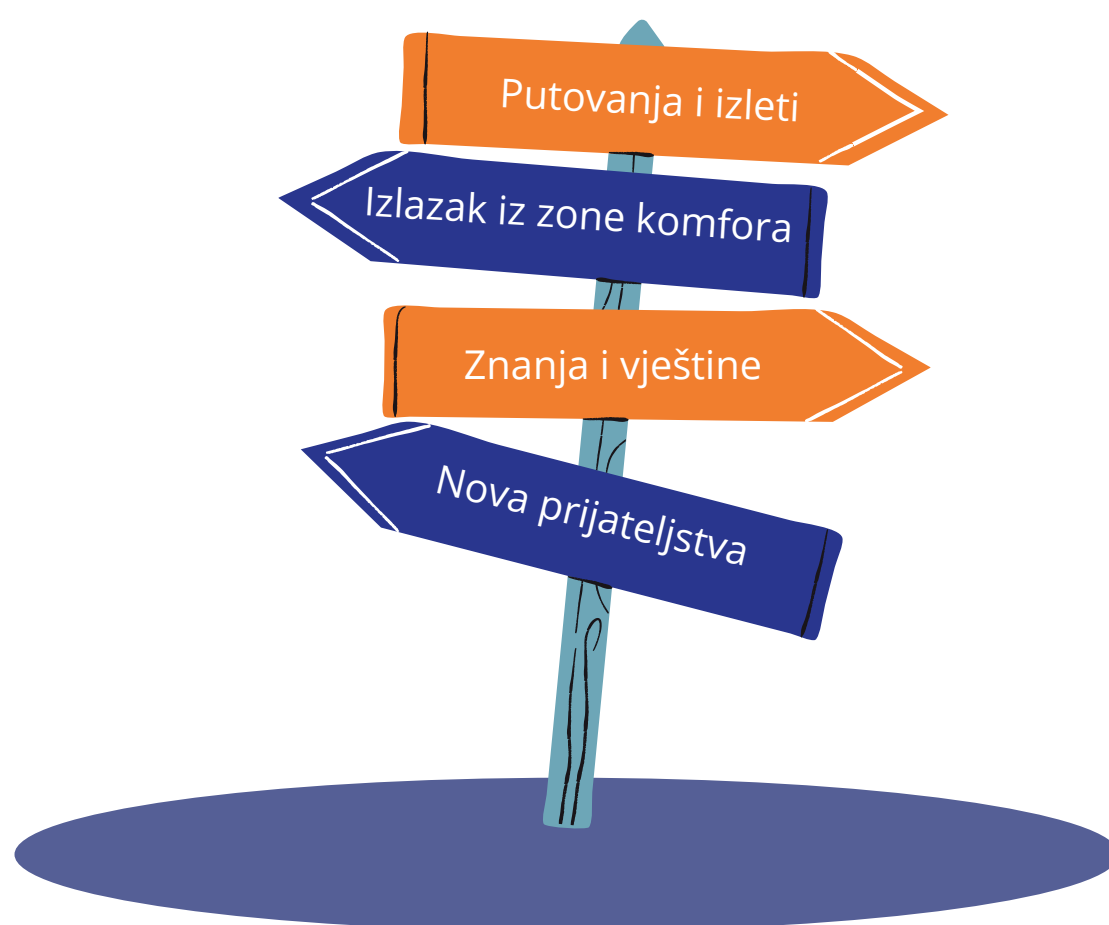 Putovanja i izleti
Izlazak iz zone komfora
Znanja i vještine
Nova prijateljstva